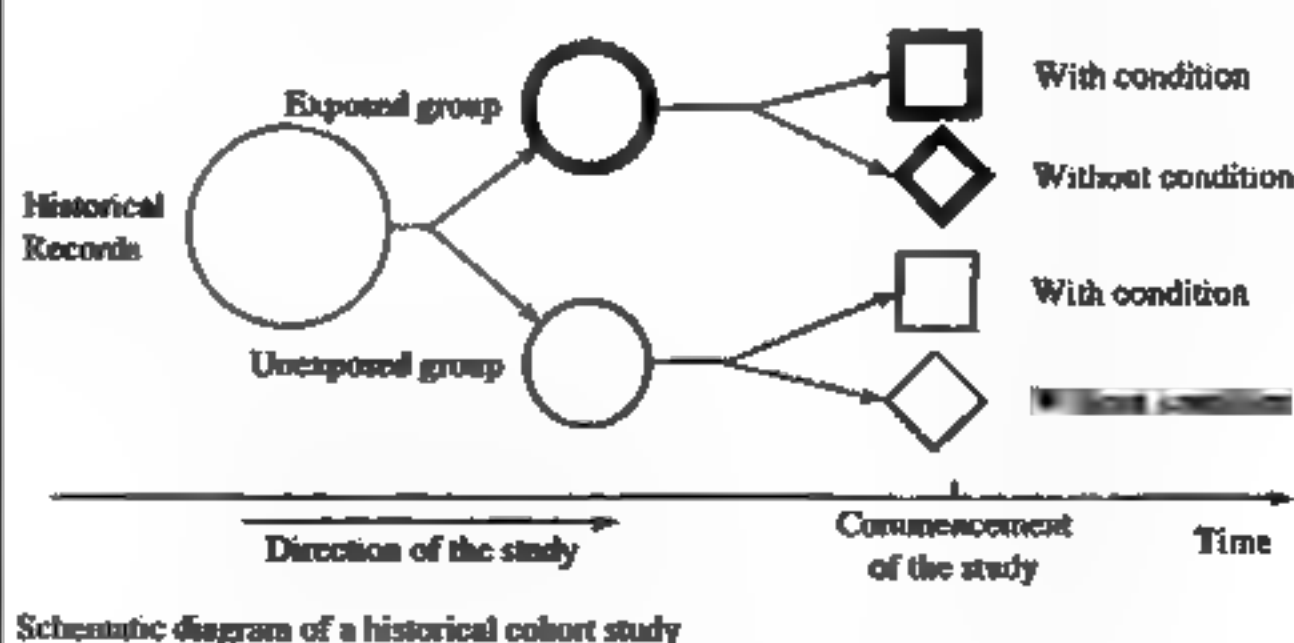 Exposed group
With condition
Without condition
Historical
Records
With condition
Unexposed group
Direction of the study
Commencement
of the study
Time
Schematic diagram of a historical cohort study